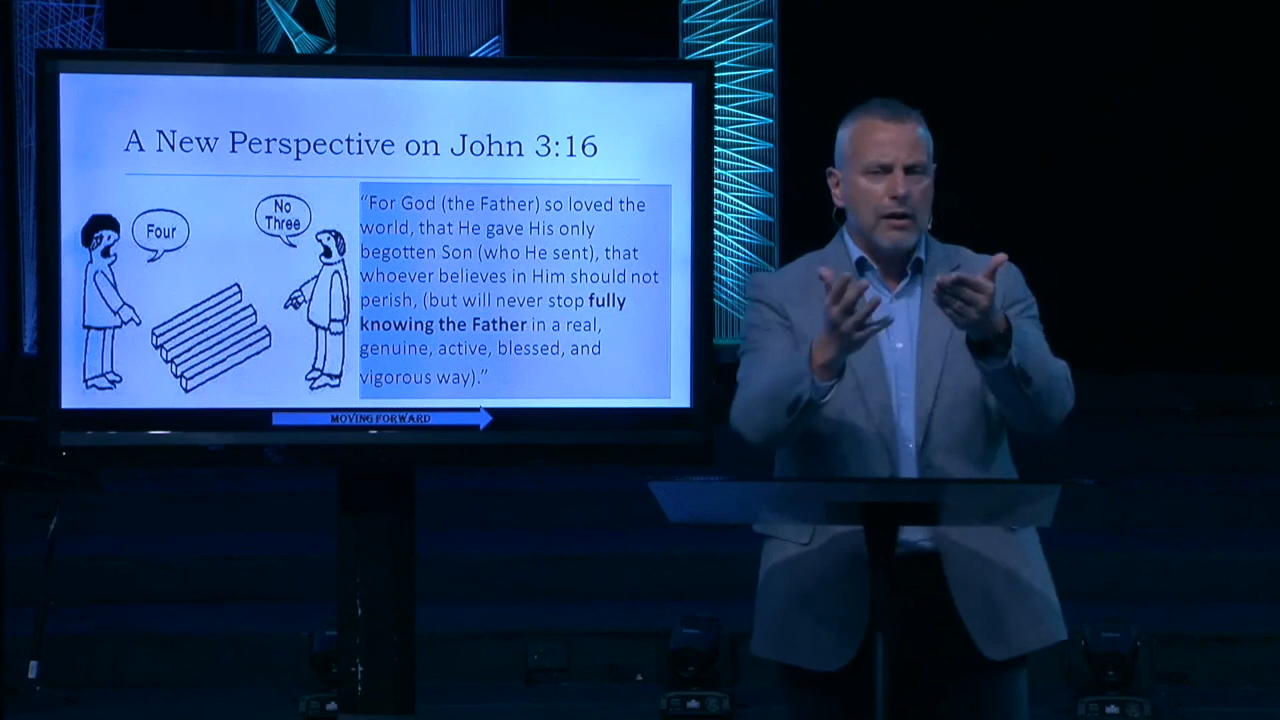 A New Perspective on John 3:16
Four
No
Three
“For God (the Father) so loved the
world, that He gave His only
begotten Son (who He sent), that
whoever believes in Him should not
perish, (but will never stop fully
knowing the Father in a real,
genuine, active, blessed, and
vigorous way).”
MOVING FORWARD